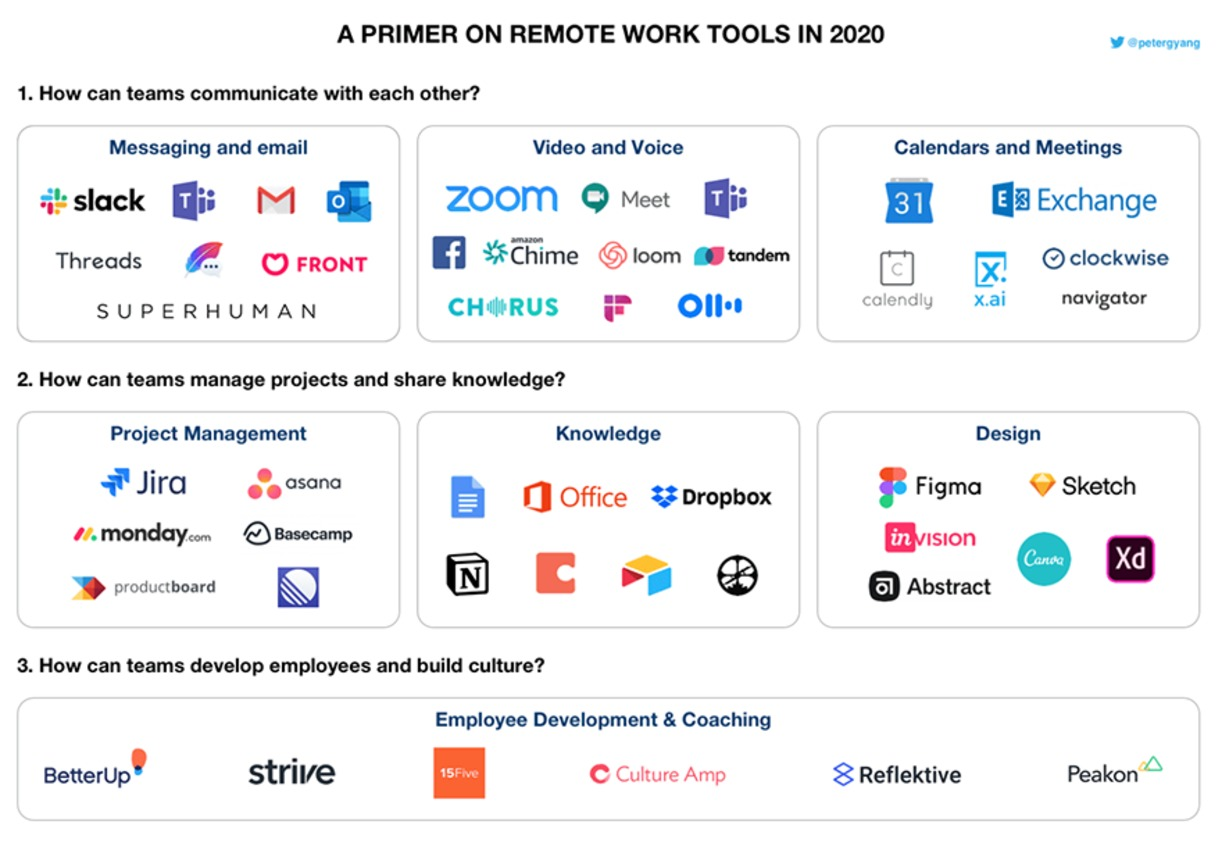 A PRIMER ON REMOTE WORK TOOLS IN 2020
@petergyang
1. How can teams communicate with each other?
Messaging and email
slack
T
O
Threads
FRONT
SUPERHUMAN
Video and Voice
zoom
Meet
T
f
amazon
Chime
loom
tandem
CHORUS
Calendars and Meetings
31
E
Exchange
C
calendly
x.
x.ai
clockwise
navigator
2. How can teams manage projects and share knowledge?
Project Management
Jira
asana
monday.com
Basecamp
productboard
Knowledge
Office
Dropbox
N
Design
Figma
Sketch
inVISION
Canva
Xd
Abstract
3. How can teams develop employees and build culture?
Employee Development & Coaching
BetterUp
strive
15Five
Culture Amp
Reflektive
Peakon